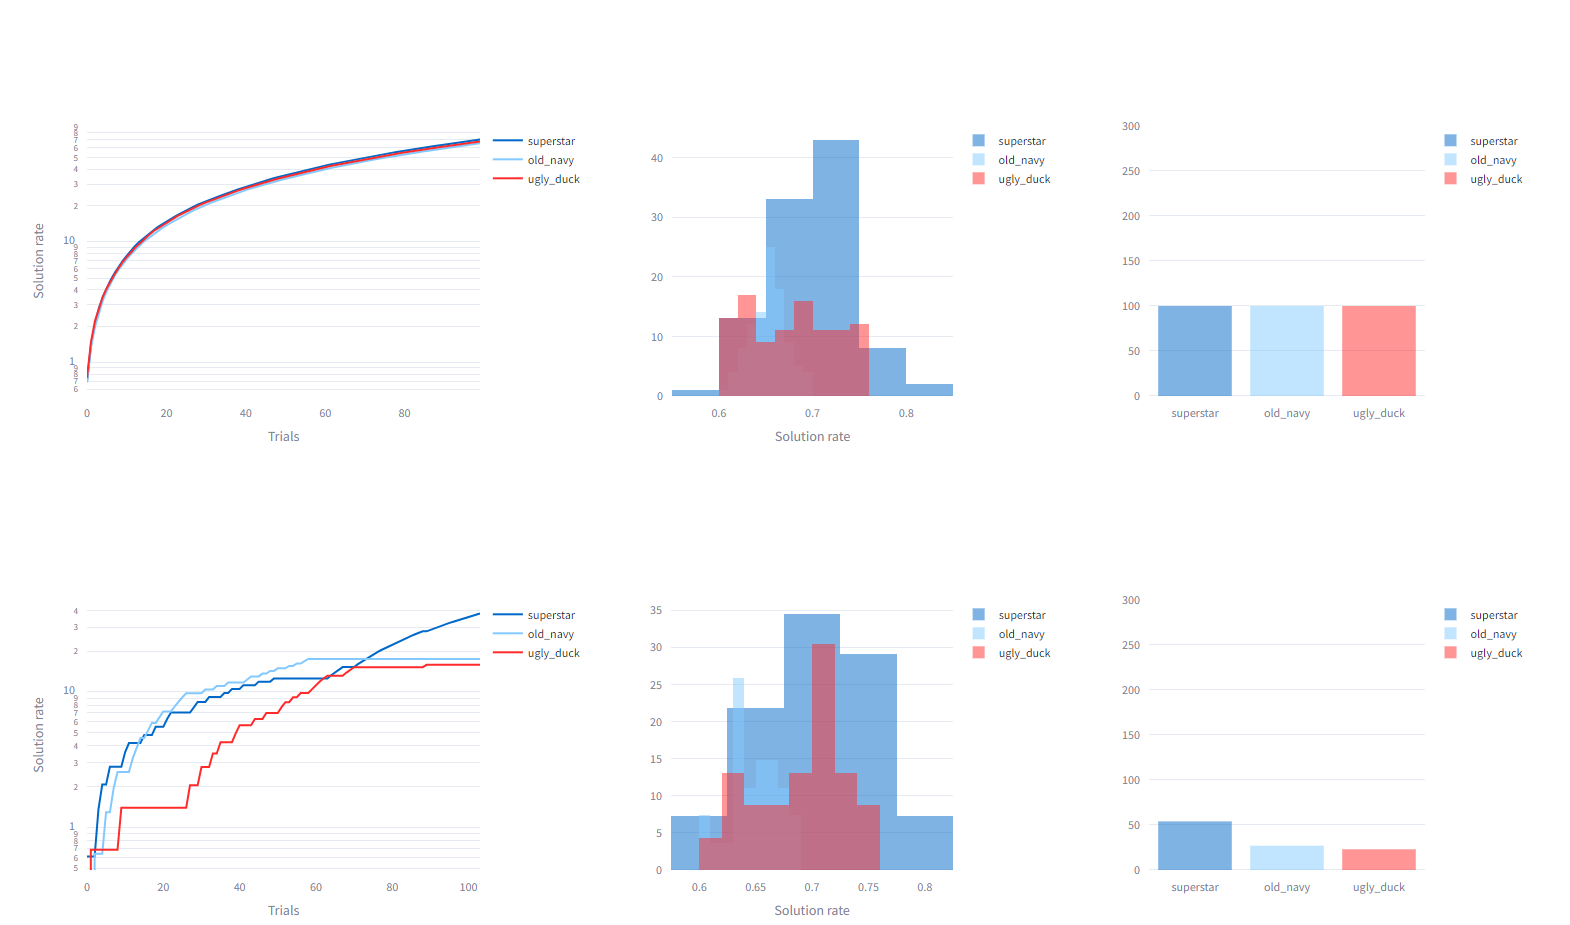 9
8
7
6
5
4
3
2
10
9
8
7
6
5
4
3
2
1
9
8
7
6
Solution rate
0 20 40 60 80
Trials
superstar
old_navy
ugly_duck
40
30
20
10
0
0.6 0.7 0.8
Solution rate
superstar
old_navy
ugly_duck
300
250
200
150
100
50
0
superstar old_navy ugly_duck
superstar
old_navy
ugly_duck
4
3
2
10
9
8
7
6
5
4
3
2
1
9
8
7
6
5
Solution rate
0 20 40 60 80 100
Trials
superstar
old_navy
ugly_duck
35
30
25
20
15
10
5
0
0.6 0.65 0.7 0.75 0.8
Solution rate
superstar
old_navy
ugly_duck
300
250
200
150
100
50
0
superstar old_navy ugly_duck
superstar
old_navy
ugly_duck